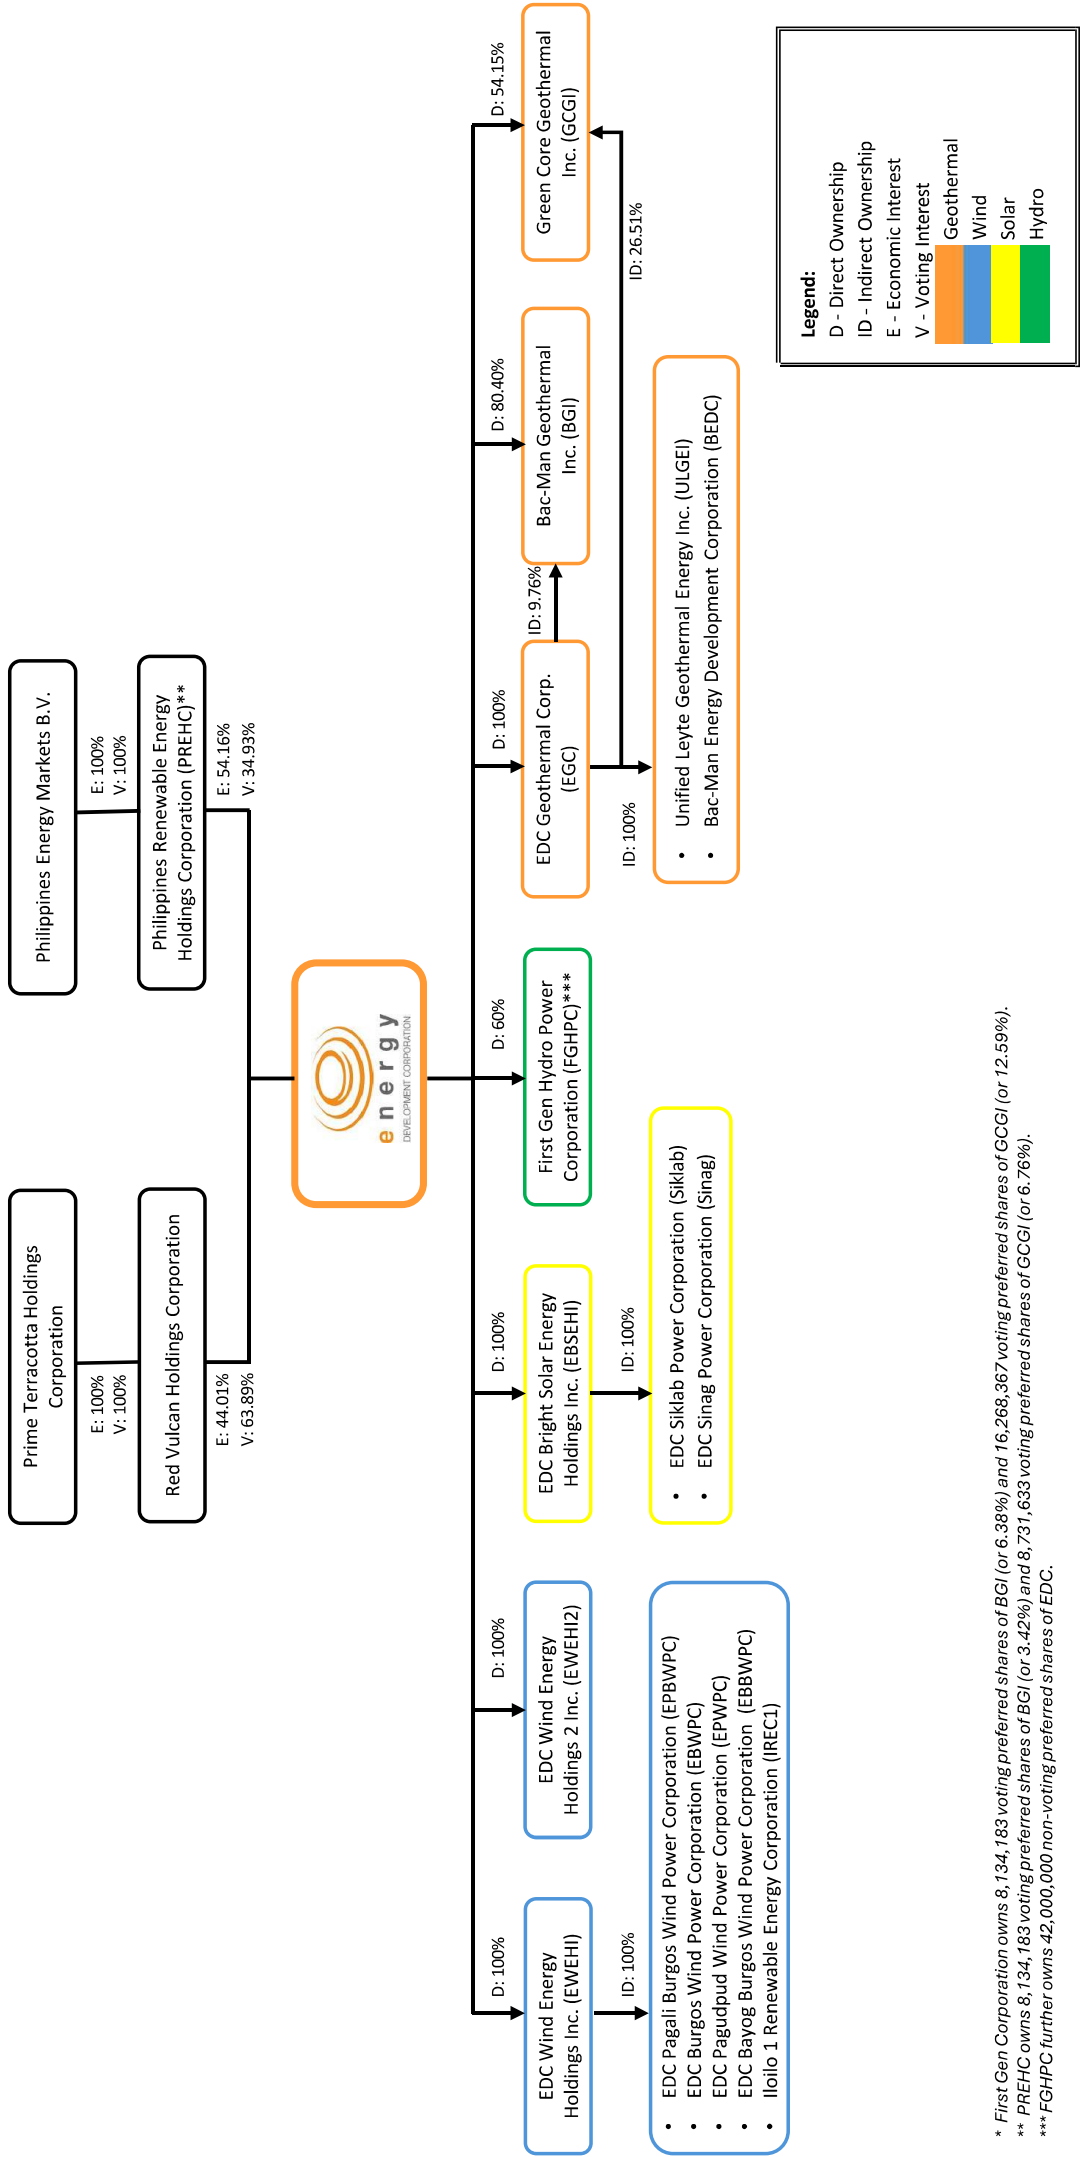 Prime Terracotta Holdings
Corporation
Philippines Energy Markets B.V.
E: 100%
V: 100%
E: 100%
V: 100%
Red Vulcan Holdings Corporation
Philippines Renewable Energy
Holdings Corporation (PREHC)**
E: 44.01%
V: 63.89%
E: 54.16%
V: 34.93%
energy
DEVELOPMENT CORPORATION
D: 100%
D: 100%
D: 100%
D: 60%
D: 100%
D: 80.40%
D: 54.15%
EDC Wind Energy
Holdings Inc. (EWEHI)
EDC Wind Energy
Holdings 2 Inc. (EWEHI2)
EDC Bright Solar Energy
Holdings Inc. (EBSEHI)
First Gen Hydro Power
Corporation (FGHPC)***
EDC Geothermal Corp.
(EGC)
ID: 9.76%
Bac-Man Geothermal
Inc. (BGI)
Green Core Geothermal
Inc. (GCGI)
ID: 100%
ID: 100%
ID: 100%
ID: 26.51%
• EDC Pagali Burgos Wind Power Corporation (EPBWPC)
• EDC Burgos Wind Power Corporation (EBWPC)
• EDC Pagudpud Wind Power Corporation (EPWPC)
• EDC Bayog Burgos Wind Power Corporation (EBBWPC)
• Iloilo 1 Renewable Energy Corporation (IREC1)
• EDC Siklab Power Corporation (Siklab)
• EDC Sinag Power Corporation (Sinag)
• Unified Leyte Geothermal Energy Inc. (ULGEI)
• Bac-Man Energy Development Corporation (BEDC)
Legend:
D - Direct Ownership
ID - Indirect Ownership
E - Economic Interest
V - Voting Interest
Geothermal
Wind
Solar
Hydro
* First Gen Corporation owns 8,134,183 voting preferred shares of BGI (or 6.38%) and 16,268,367 voting preferred shares of GCGI (or 12.59%).
** PREHC owns 8,134,183 voting preferred shares of BGI (or 3.42%) and 8,731,633 voting preferred shares of GCGI (or 6.76%).
*** FGHPC further owns 42,000,000 non-voting preferred shares of EDC.